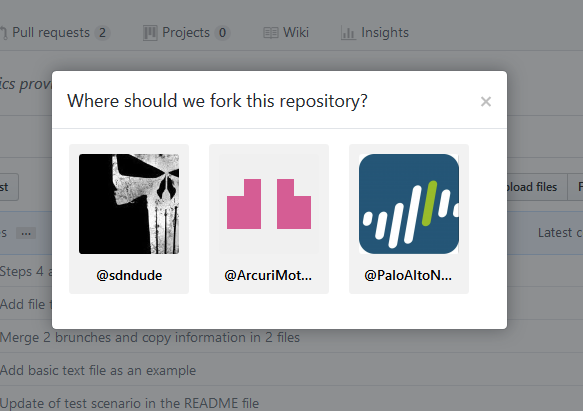 Pull requests 2 Projects 0 Wiki Insights
ics prov
Where should we fork this repository? ×
st
pload files F
@sdndude @ArcuriMot... @PaloAltoN...
es ... Latest c
Steps 4 a
Add file t
Merge 2 brunches and copy information in 2 files
Add basic text file as an example
Update of test scenario in the README file